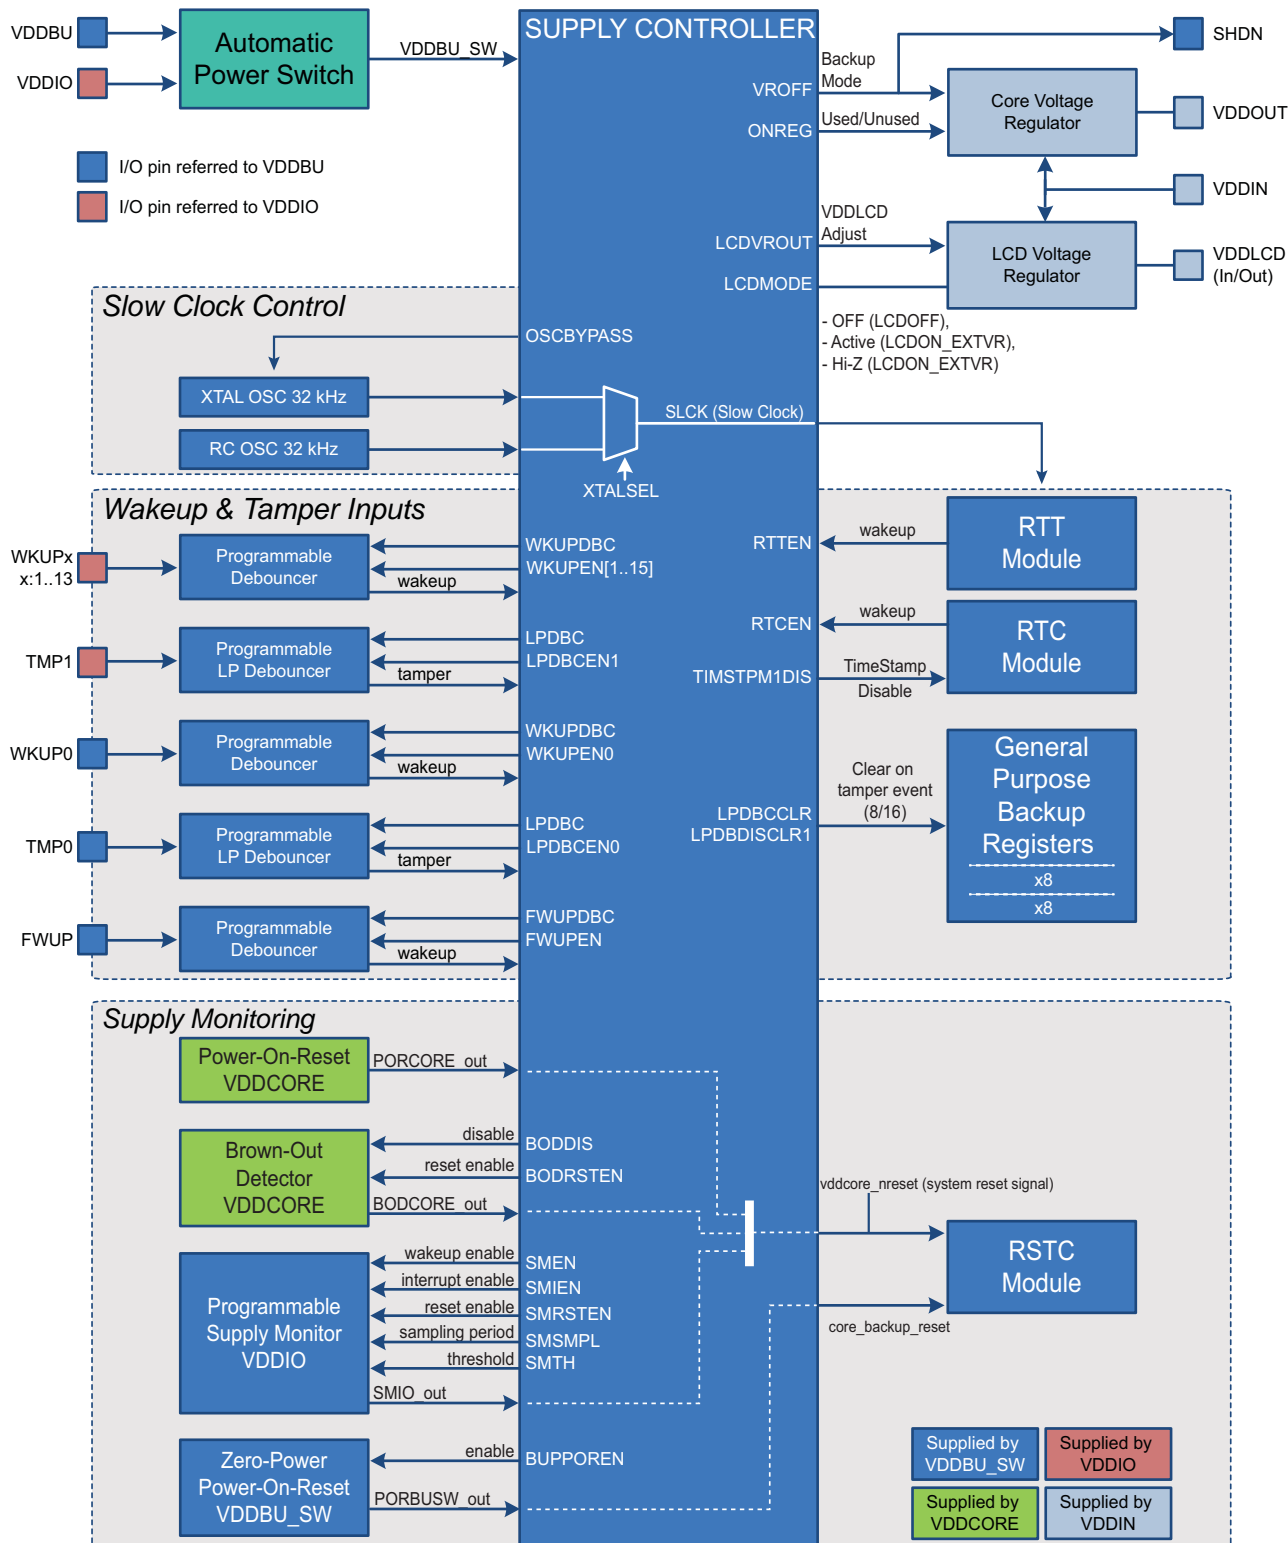 VDDBU
VDDIO
Automatic
Power Switch
VDDBU_SW
SUPPLY CONTROLLER
I/O pin referred to VDDBU
I/O pin referred to VDDIO
VROFF
Backup
Mode
ONREG
Used/Unused
Core Voltage
Regulator
SHDN
VDDOUT
VDDIN
LCDVROUT
VDDLCD
Adjust
LCDMODE
LCD Voltage
Regulator
VDDLCD
(In/Out)
- OFF (LCDOFF),
- Active (LCDON_EXTVR),
- Hi-Z (LCDON_EXTVR)
Slow Clock Control
OSCBYPASS
XTAL OSC 32 kHz
RC OSC 32 kHz
SLCK (Slow Clock)
XTALSEL
Wakeup & Tamper Inputs
WKUPx
x:1..13
Programmable
Debouncer
WKUPDBC
WKUPEN[1..15]
wakeup
TMP1
Programmable
LP Debouncer
LPDBC
LPDBCEN1
tamper
WKUP0
Programmable
Debouncer
WKUPDBC
WKUPEN0
wakeup
TMP0
Programmable
LP Debouncer
LPDBC
LPDBCEN0
tamper
FWUP
Programmable
Debouncer
FWUPDBC
FWUPEN
wakeup
RTTEN
wakeup
RTT
Module
RTCEN
wakeup
RTC
Module
TIMSTPM1DIS
TimeStamp
Disable
LPDBCCLR
LPDBDISCLR1
Clear on
tamper event
(8/16)
General
Purpose
Backup
Registers
x8
x8
Supply Monitoring
Power-On-Reset
VDDCORE
PORCORE_out
Brown-Out
Detector
VDDCORE
disable
BODDIS
reset enable
BODRSTEN
BODCORE_out
Programmable
Supply Monitor
VDDIO
wakeup enable
SMEN
interrupt enable
SMIEN
reset enable
SMRSTEN
sampling period
SMSMPL
threshold
SMTH
SMIO_out
Zero-Power
Power-On-Reset
VDDBU_SW
enable
BUPPOREN
PORBUSW_out
vddcore_nreset (system reset signal)
RSTC
Module
core_backup_reset
Supplied by
VDDBU_SW
Supplied by
VDDIO
Supplied by
VDDCORE
Supplied by
VDDIN